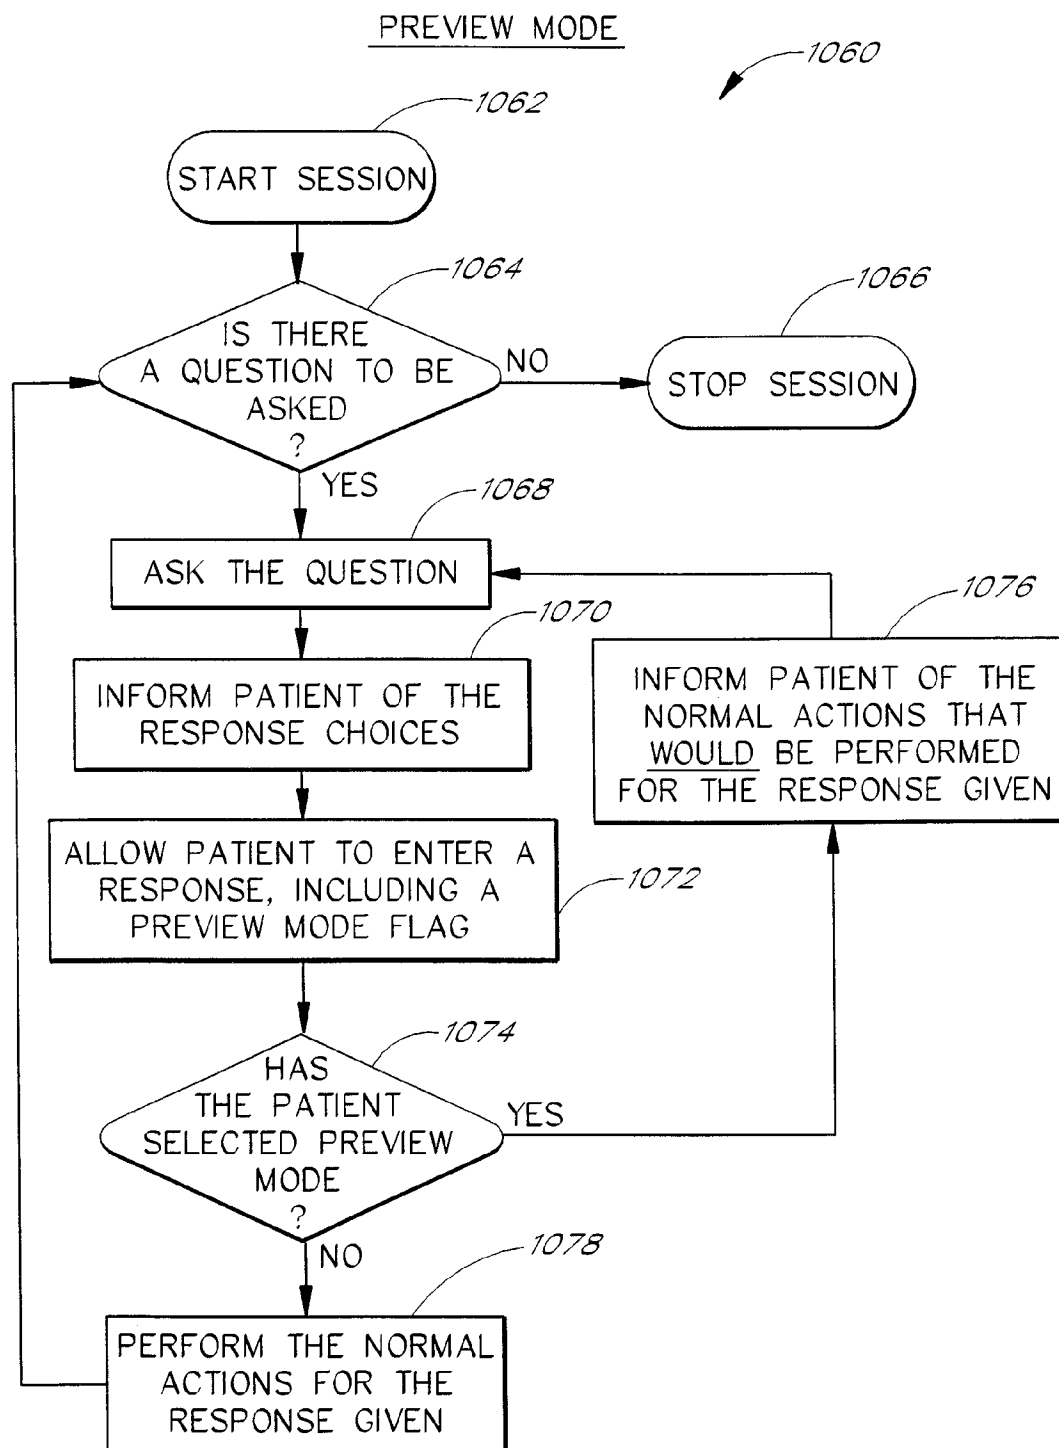 PREVIEW MODE
1060
1062
START SESSION
1064
IS THERE
A QUESTION TO BE
ASKED
?
NO
1066
STOP SESSION
YES
1068
ASK THE QUESTION
1070
INFORM PATIENT OF THE
RESPONSE CHOICES
1076
INFORM PATIENT OF THE
NORMAL ACTIONS THAT
WOULD BE PERFORMED
FOR THE RESPONSE GIVEN
ALLOW PATIENT TO ENTER A
RESPONSE, INCLUDING A
PREVIEW MODE FLAG
1072
1074
HAS
THE PATIENT
SELECTED PREVIEW
MODE
?
YES
NO
1078
PERFORM THE NORMAL
ACTIONS FOR THE
RESPONSE GIVEN